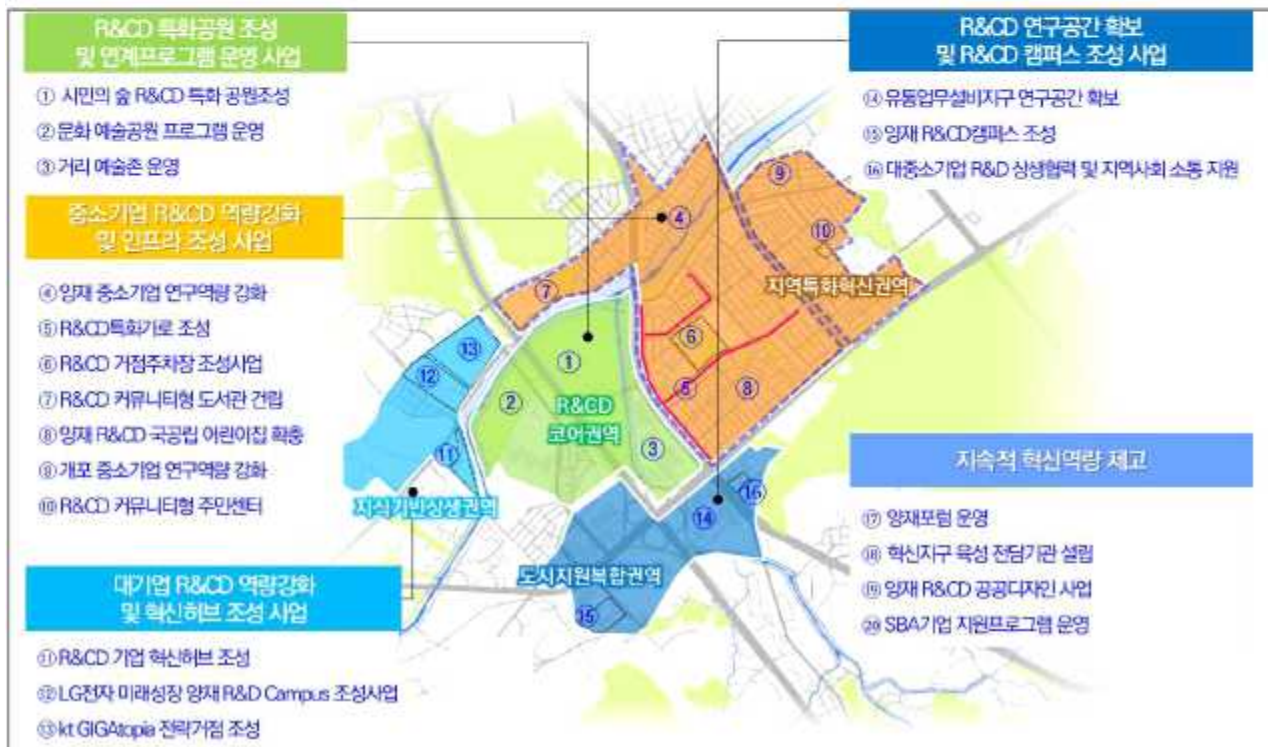 R&CD 특화공원 조성
및 연계프로그램 운영 사업
① 시민의 숲 R&CD 특화 공원조성
② 문화 예술공원 프로그램 운영
③ 거리 예술존 운영
중소기업 R&CD 역량강화
및 인프라 조성 사업
④ 양재 중소기업 연구역량 강화
⑤ R&CD특화가로 조성
⑥ R&CD 거점주차장 조성사업
⑦ R&CD 커뮤니티형 도서관 건립
⑧ 양재 R&CD 국공립 어린이집 확충
⑨ 개포 중소기업 연구역량 강화
⑩ R&CD 커뮤니티형 주민센터
대기업 R&CD 역량강화
및 혁신허브 조성 사업
⑪ R&CD 기업 혁신허브 조성
⑫ LG전자 미래성장 양재 R&D Campus 조성사업
⑬ kt GIGAtopia 전략거점 조성
R&CD 연구공간 확보
및 R&CD 캠퍼스 조성 사업
⑭ 유통업무설비지구 연구공간 확보
⑮ 양재 R&CD캠퍼스 조성
⑯ 대중소기업 R&D 상생협력 및 지역사회 소통 지원
지속적 혁신역량 제고
⑰ 양재포럼 운영
⑱ 혁신지구 육성 전담기관 설립
⑲ 양재 R&CD 공공디자인 사업
⑳ SBA기업 지원프로그램 운영
⑨
④
⑩
지역특화혁신권역
⑦
⑬
①
⑥
⑫
②
R&CD
코어권역
⑤
⑧
⑪
③
지식기반상생권역
⑯
⑭
도시지원복합권역
⑮